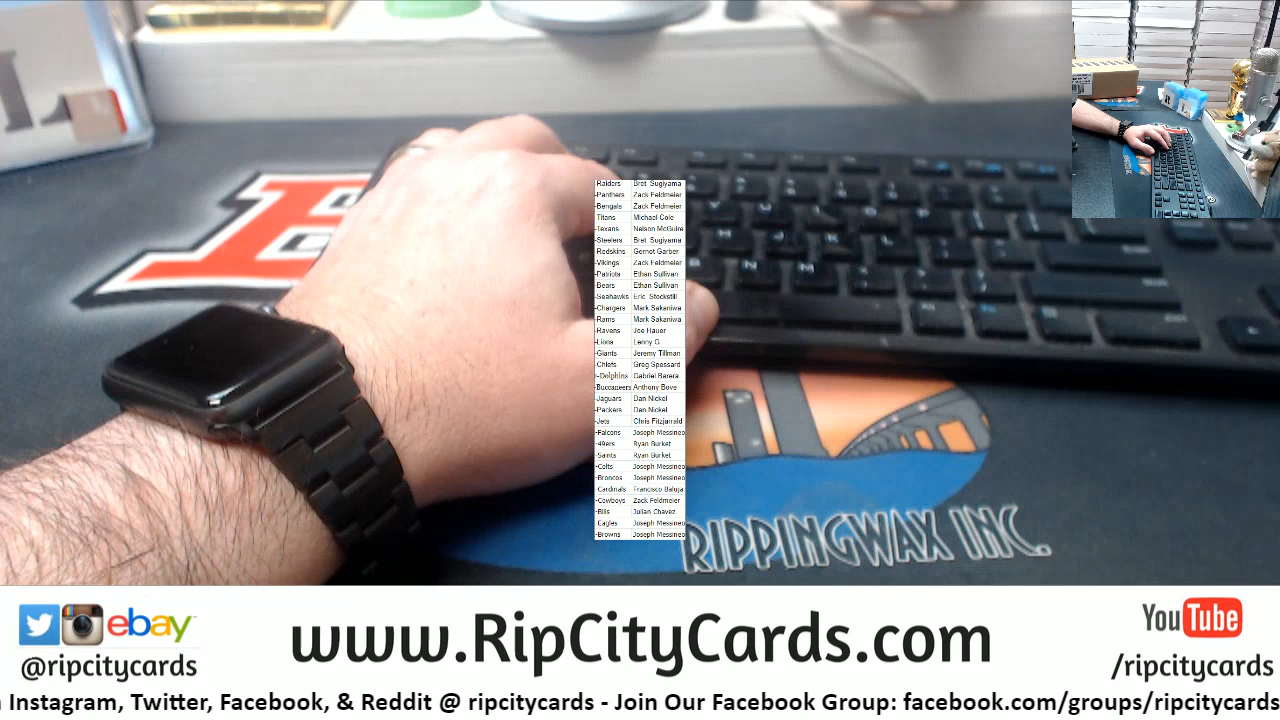 Raiders Bret Sugiyama
-Panthers Zack Feldmeier
-Bengals Zack Feldmeier
Titans Michael Cole
-Texans Nelson McGuire
-Steelers Bret Sugiyama
-Redskins Gernot Garber
-Vikings Zack Feldmeier
-Patriots Ethan Sullivan
-Bears Ethan Sullivan
-Seahawks Eric Stockstill
-Chargers Mark Sakaniwa
-Rams Mark Sakaniwa
-Ravens Joe Hauer
-Lions Lenny G
-Giants Jeremy Tillman
Chiefs Greg Spessard
-Dolphins Gabriel Barera
-Buccaneers Anthony Bove
-Jaguars Dan Nickel
-Packers Dan Nickel
-Jets Chris Fitzjarrald
-Falcons Joseph Messineo
-49ers Ryan Burket
-Saints Ryan Burket
-Colts Joseph Messineo
-Broncos Joseph Messineo
-Cardinals Francisco Baluja
-Cowboys Zack Feldmeier
-Bills Julian Chavez
Eagles Joseph Messineo
-Browns Joseph Messineo
RIPPINGWAX INC.
ebay
@ripcitycards
www.RipCityCards.com
YouTube
/ripcitycards
Instagram, Twitter, Facebook, & Reddit @ ripcitycards - Join Our Facebook Group: facebook.com/groups/ripcitycards